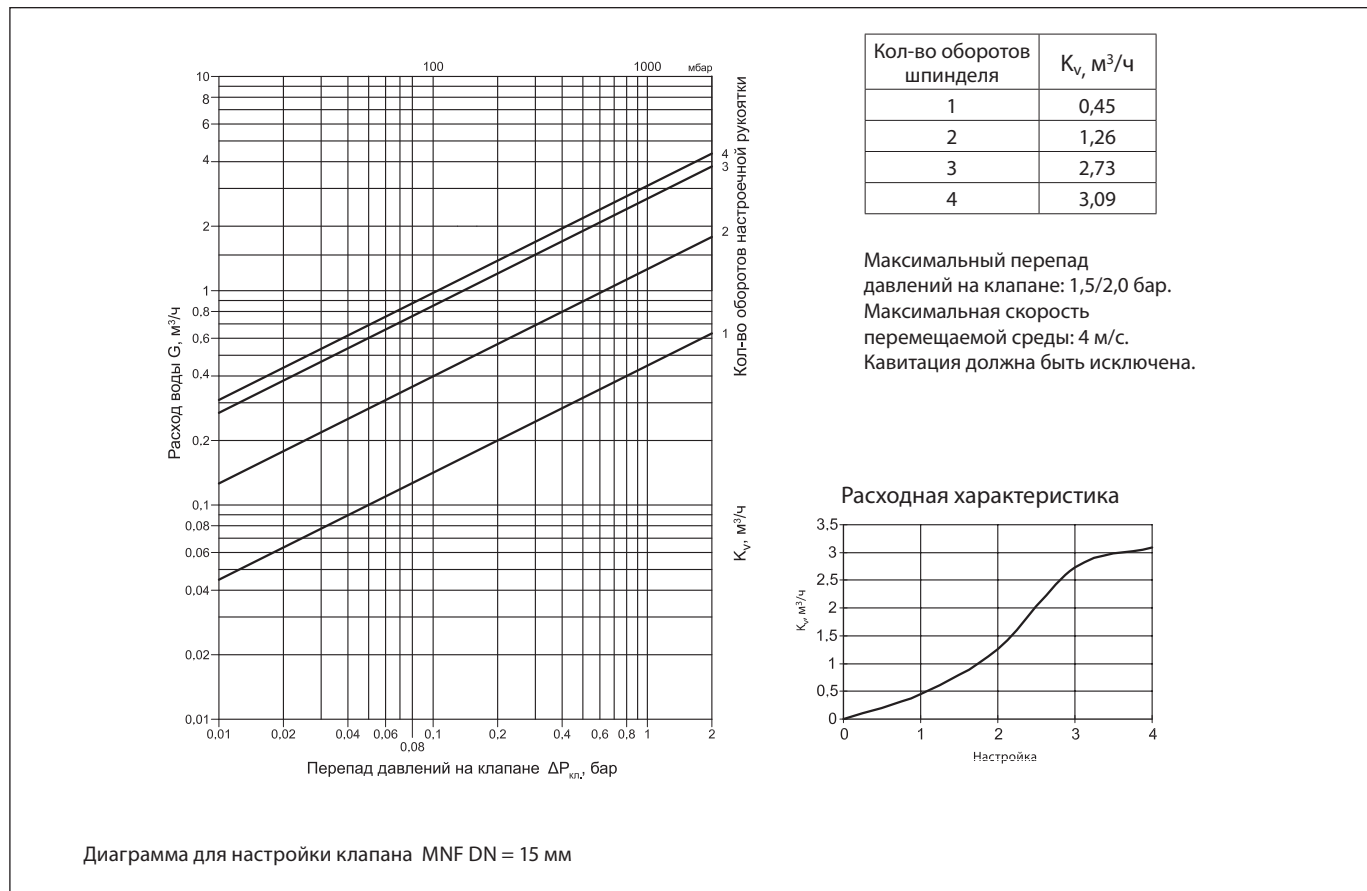 100
1000
мбар
10
8
6
4
2
1
0,8
0,6
0,4
0,2
0,1
0,08
0,06
0,04
0,02
0,01
Расход воды G, м³/ч
4
3
2
1
Кол-во оборотов настроечной рукоятки
Kv, м³/ч
0,01
0,02
0,04
0,06
0,08
0,1
0,2
0,4
0,6
0,8
1
2
Перепад давлений на клапане ΔPкл., бар
Кол-во оборотов шпинделя
Kv, м³/ч
1 0,45
2 1,26
3 2,73
4 3,09
Максимальный перепад
давлений на клапане: 1,5/2,0 бар.
Максимальная скорость
перемещаемой среды: 4 м/с.
Кавитация должна быть исключена.
Расходная характеристика
3,5
3
2,5
2
1,5
1
0,5
0
Kv, м³/ч
0 1 2 3 4
Настройка
Диаграмма для настройки клапана MNF DN = 15 мм